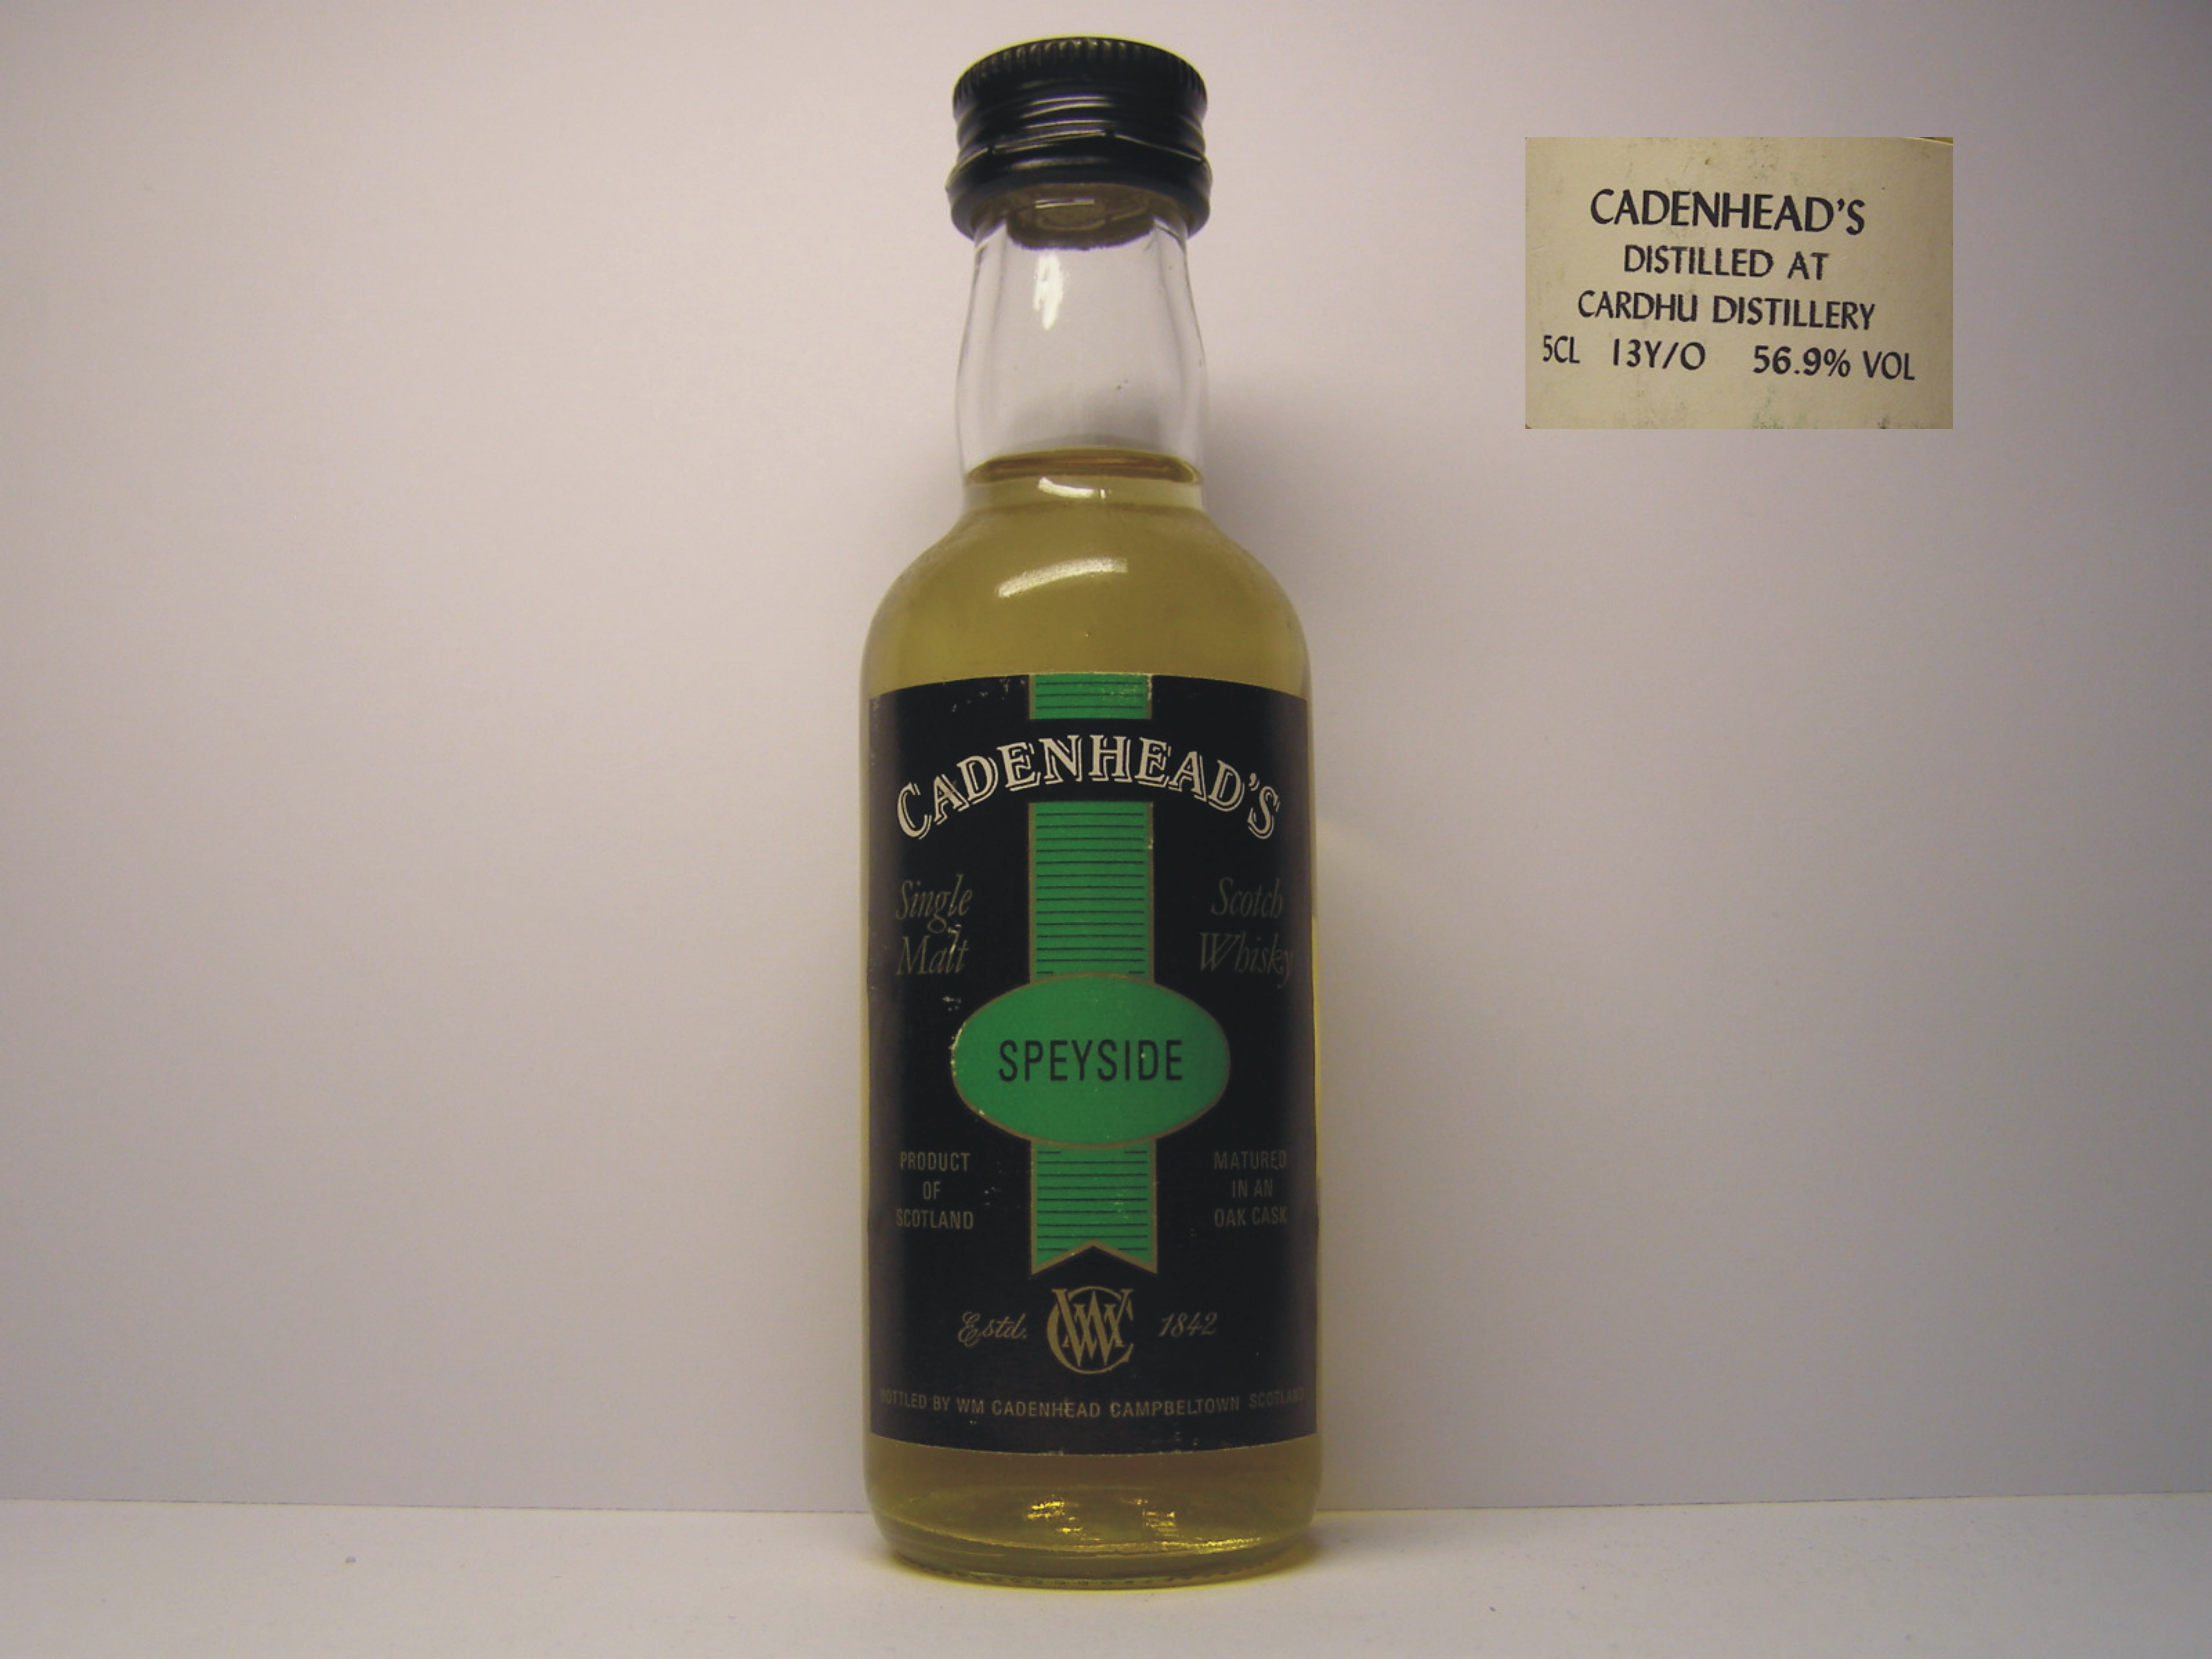 CADENHEAD'S
Single
Malt
Scotch
Whisky
SPEYSIDE
PRODUCT
OF
SCOTLAND
MATURED
IN AN
OAK CASK
Estd. WC 1842
BOTTLED BY WM CADENHEAD CAMPBELTOWN SCOTLAND
CADENHEAD'S
DISTILLED AT
CARDHU DISTILLERY
5CL 13Y/O 56.9% VOL